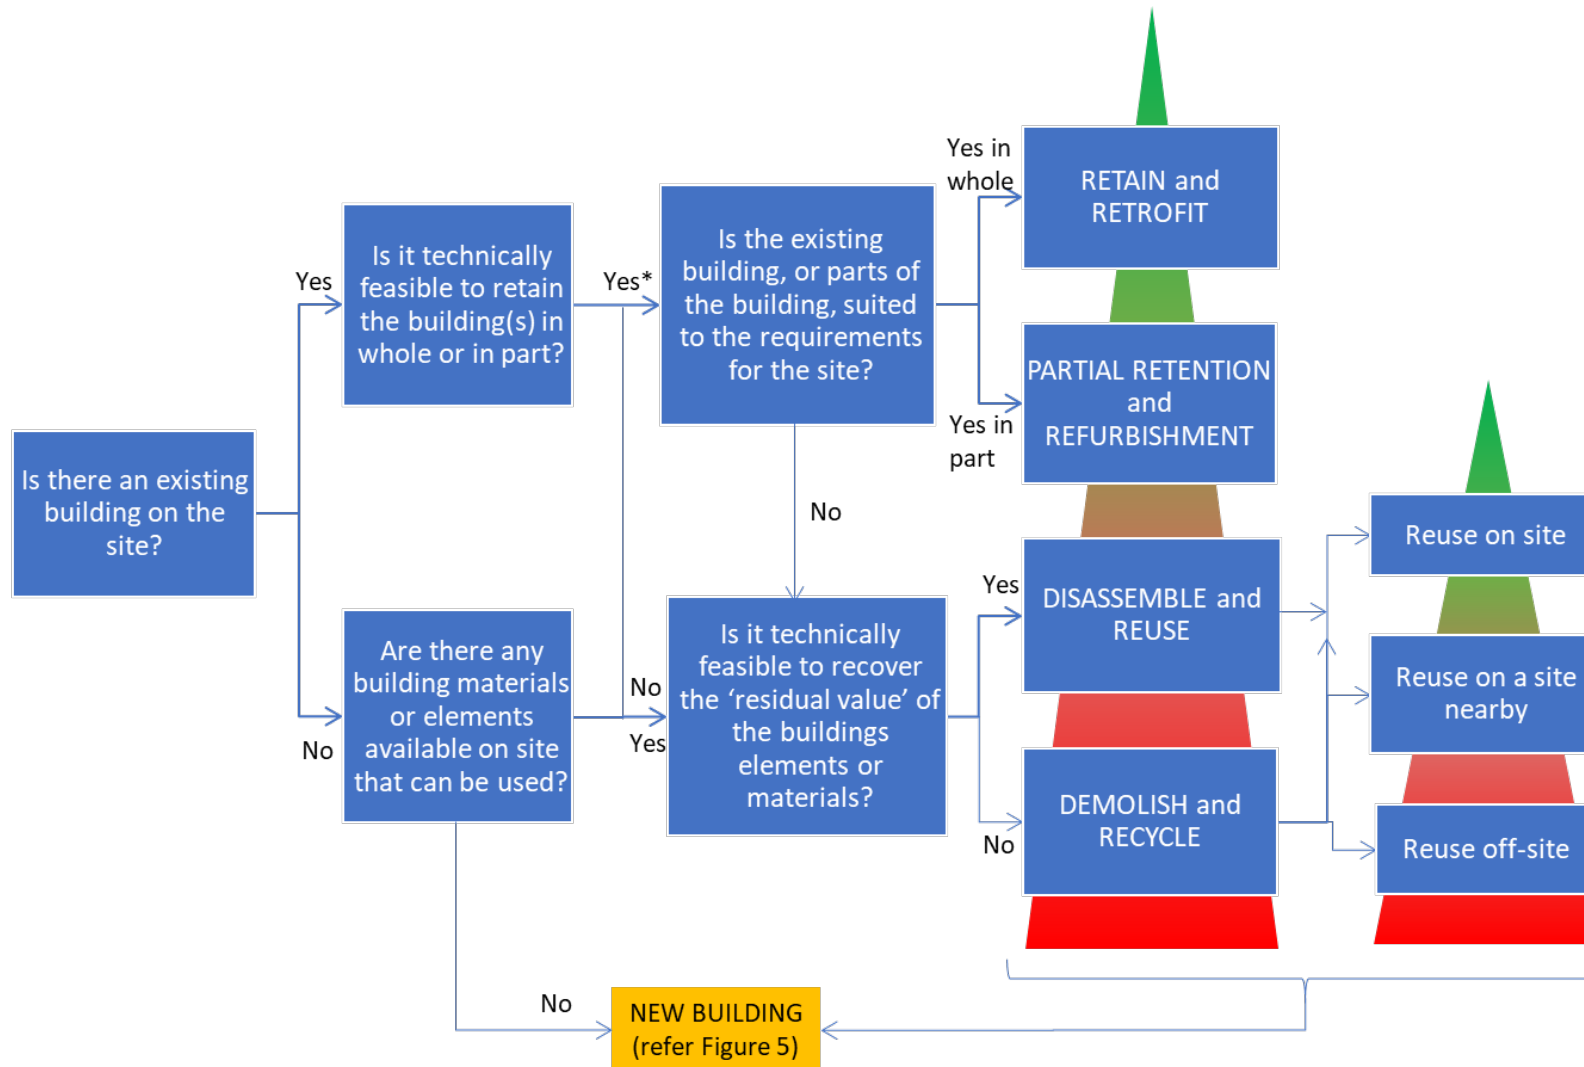 Is there an existing
building on the
site?
Yes
No
Is it technically
feasible to retain
the building(s) in
whole or in part?
Are there any
building materials
or elements
available on site
that can be used?
Yes*
No
Yes
No
Is the existing
building, or parts of
the building, suited
to the requirements
for the site?
No
Is it technically
feasible to recover
the ‘residual value’ of
the buildings
elements or
materials?
Yes in
whole
Yes in
part
Yes
No
RETAIN and
RETROFIT
PARTIAL RETENTION
and
REFURBISHMENT
DISASSEMBLE and
REUSE
DEMOLISH and
RECYCLE
Reuse on site
Reuse on a site
nearby
Reuse off-site
NEW BUILDING
(refer Figure 5)